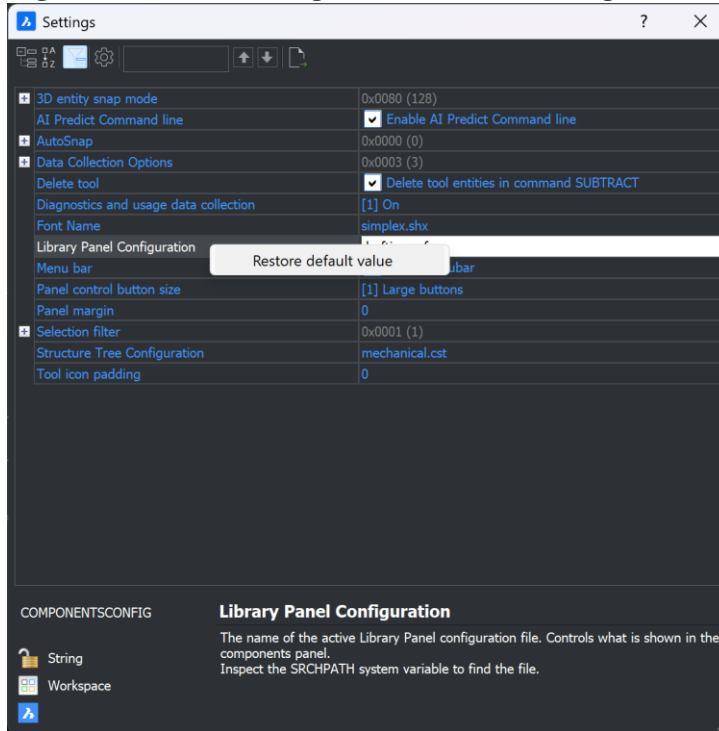 Settings
? X
3D entity snap mode 0x0080 (128)
AI Predict Command line Enable AI Predict Command line
AutoSnap 0x0000 (0)
Data Collection Options 0x0003 (3)
Delete tool Delete tool entities in command SUBTRACT
Diagnostics and usage data collection [1] On
Font Name simplex.shx
Library Panel Configuration
Restore default value
Menu bar
Panel control button size [1] Large buttons
Panel margin 0
Selection filter 0x0001 (1)
Structure Tree Configuration mechanical.cst
Tool icon padding 0
COMPONENTSCONFIG Library Panel Configuration
The name of the active Library Panel configuration file. Controls what is shown in the
components panel.
Inspect the SRCHPATH system variable to find the file.
String
Workspace